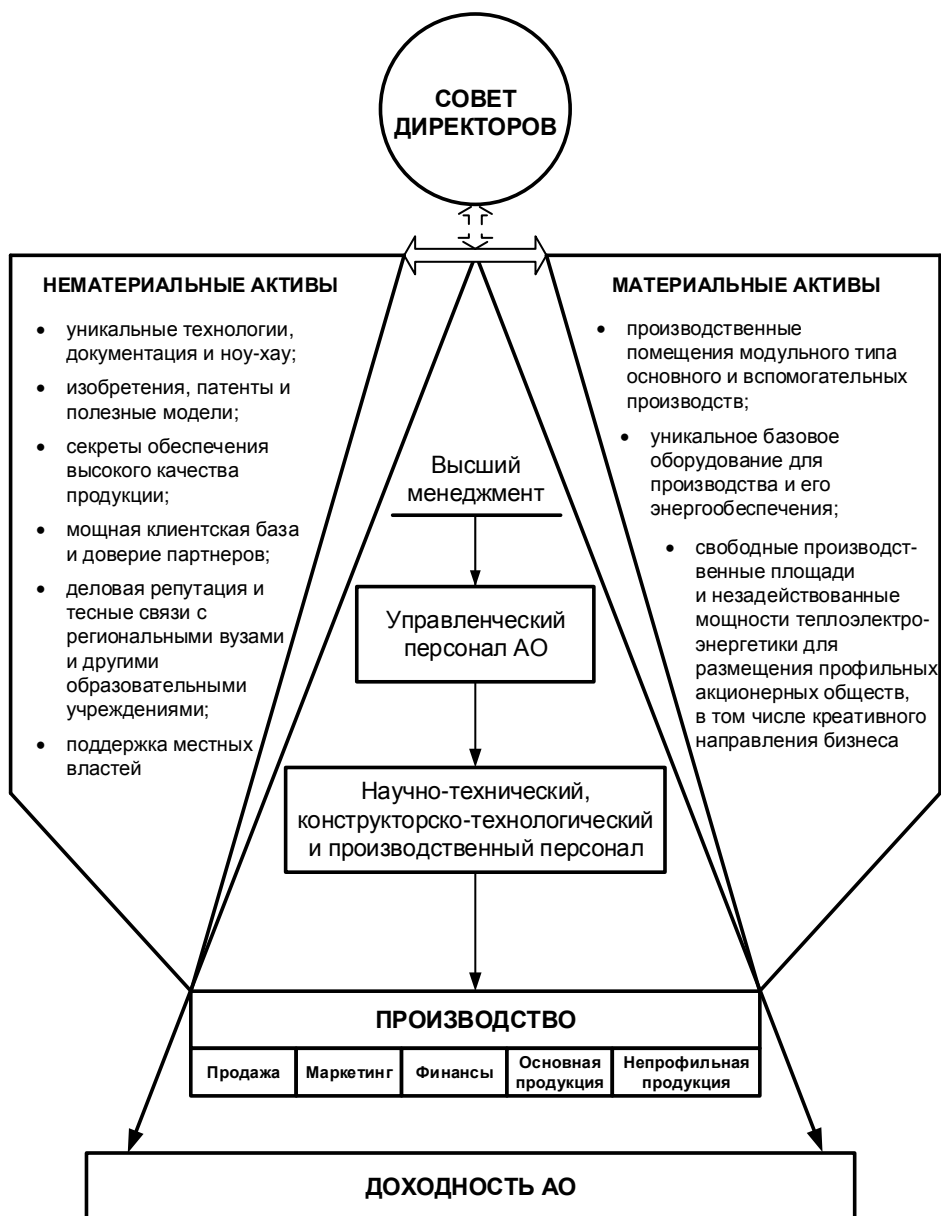 СОВЕТ
ДИРЕКТОРОВ
НЕМАТЕРИАЛЬНЫЕ АКТИВЫ
• уникальные технологии,
документация и ноу-хау;
• изобретения, патенты и
полезные модели;
• секреты обеспечения
высокого качества
продукции;
• мощная клиентская база
и доверие партнеров;
• деловая репутация и
тесные связи с
региональными вузами
и другими
образовательными
учреждениями;
• поддержка местных
властей
Высший
менеджмент
Управленческий
персонал АО
Научно-технический,
конструкторско-технологический
и производственный персонал
МАТЕРИАЛЬНЫЕ АКТИВЫ
• производственные
помещения модульного типа
основного и вспомогательных
производств;
• уникальное базовое
оборудование для
производства и его
энергообеспечения;
• свободные производст-
венные площади
и незадействованные
мощности теплоэлектро-
энергетики для
размещения профильных
акционерных обществ,
в том числе креативного
направления бизнеса
ПРОИЗВОДСТВО
Продажа
Маркетинг
Финансы
Основная
продукция
Непрофильная
продукция
ДОХОДНОСТЬ АО